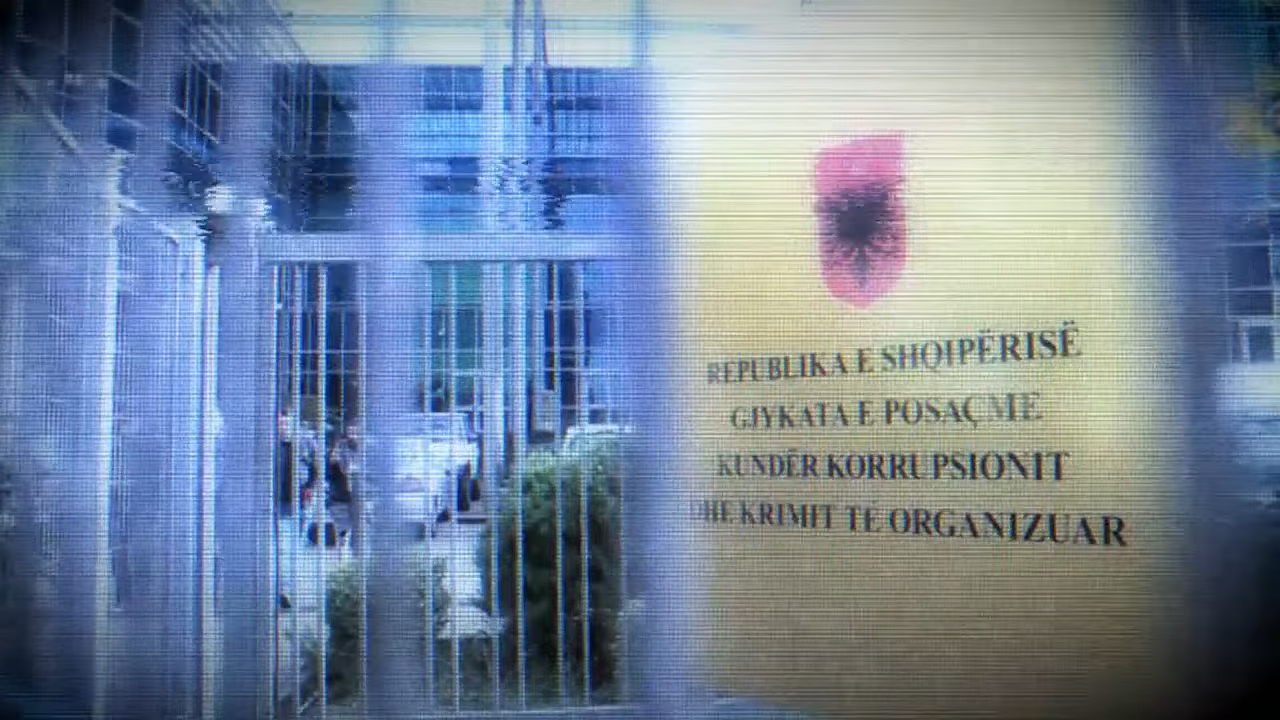 REPUBLIKA E SHQIPËRISË
GJYKATA E POSAÇME
KUNDËR KORRUPSIONIT
DHE KRIMIT TË ORGANIZUAR